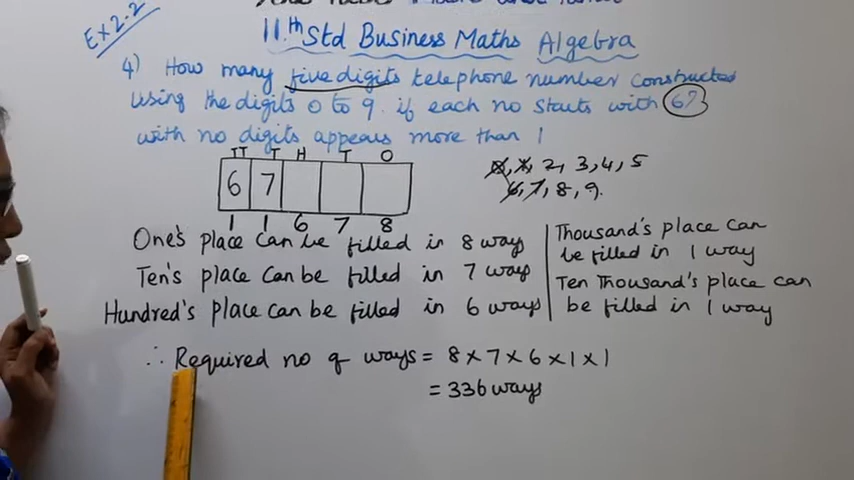 Ex 2.2
11.th Std Business Maths Algebra
4) How many five digits telephone number constructed
Using the digits 0 to 9. if each no starts with 67
with no digits appears more than 1
TT T H T O
6 7
1 1 6 7 8
0, 1, 2, 3, 4, 5
6, 7, 8, 9.
One's place can be filled in 8 ways
Ten's place can be filled in 7 ways
Hundred's place can be filled in 6 ways
Thousand's place can
be filled in 1 way
Ten Thousand's place can
be filled in 1 way
∴ Required no of ways = 8 × 7 × 6 × 1 × 1
= 336 ways